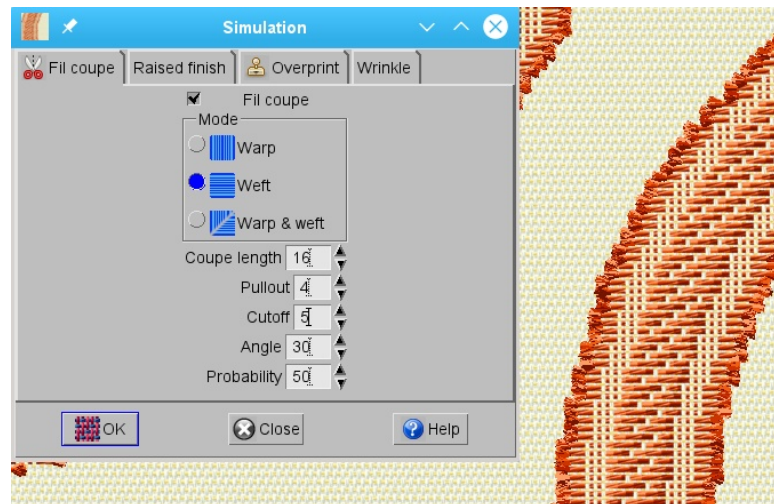 Simulation
Fil coupe Raised finish Overprint Wrinkle
Fil coupe
Mode
Warp
Weft
Warp & weft
Coupe length 16
Pullout 4
Cutoff 5
Angle 30
Probability 50
OK Close Help